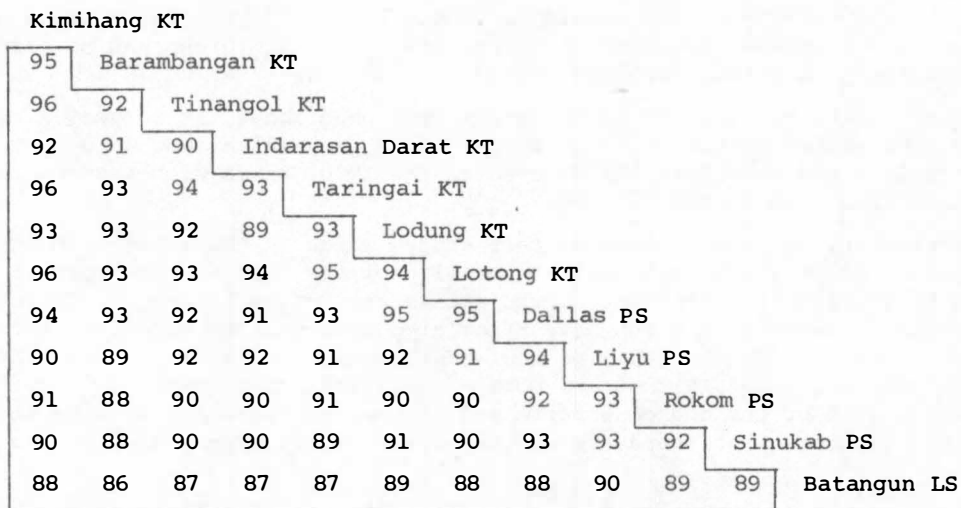 Kimihang KT
95 Barambangan KT
96 92 Tinangol KT
92 91 90 Indarasan Darat KT
96 93 94 93 Taringai KT
93 93 92 89 93 Lodung KT
96 93 93 94 95 94 Lotong KT
94 93 92 91 93 95 95 Dallas PS
90 89 92 92 91 92 91 94 Liyu PS
91 88 90 90 91 90 90 92 93 Rokom PS
90 88 90 90 89 91 90 93 93 92 Sinukab PS
88 86 87 87 87 89 88 88 90 89 89 Batangun LS